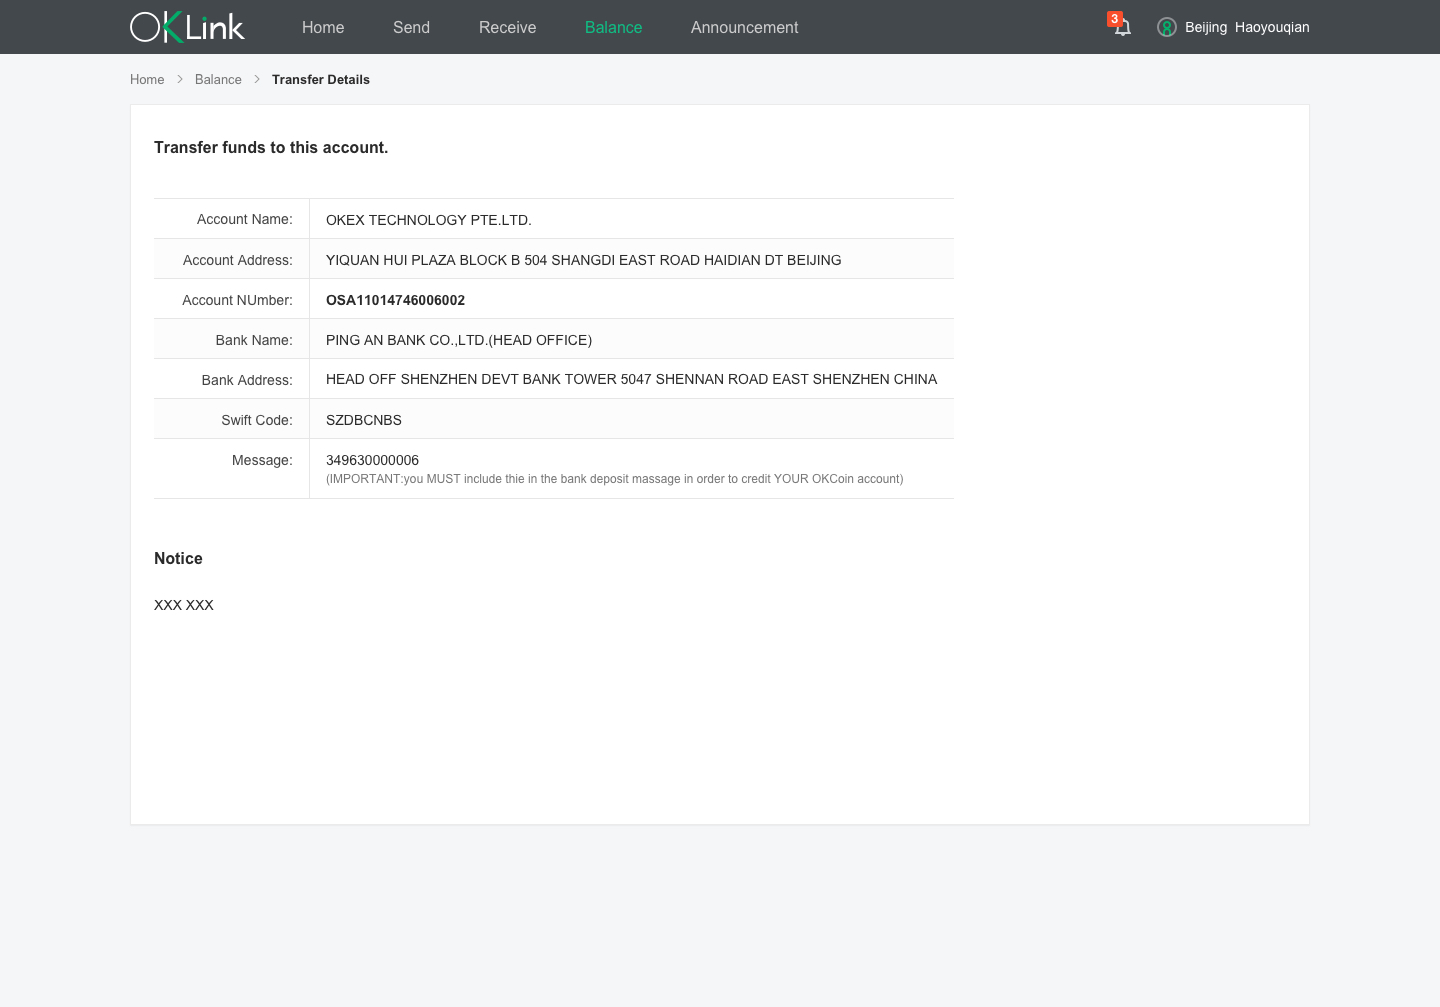 OKLink Home Send Receive Balance Announcement 3 Beijing Haoyouqian
Home > Balance > Transfer Details
Transfer funds to this account.
Account Name: OKEX TECHNOLOGY PTE.LTD.
Account Address: YIQUAN HUI PLAZA BLOCK B 504 SHANGDI EAST ROAD HAIDIAN DT BEIJING
Account NUmber: OSA11014746006002
Bank Name: PING AN BANK CO.,LTD.(HEAD OFFICE)
Bank Address: HEAD OFF SHENZHEN DEVT BANK TOWER 5047 SHENNAN ROAD EAST SHENZHEN CHINA
Swift Code: SZDBCNBS
Message: 349630000006
(IMPORTANT:you MUST include thie in the bank deposit massage in order to credit YOUR OKCoin account)
Notice
XXX XXX